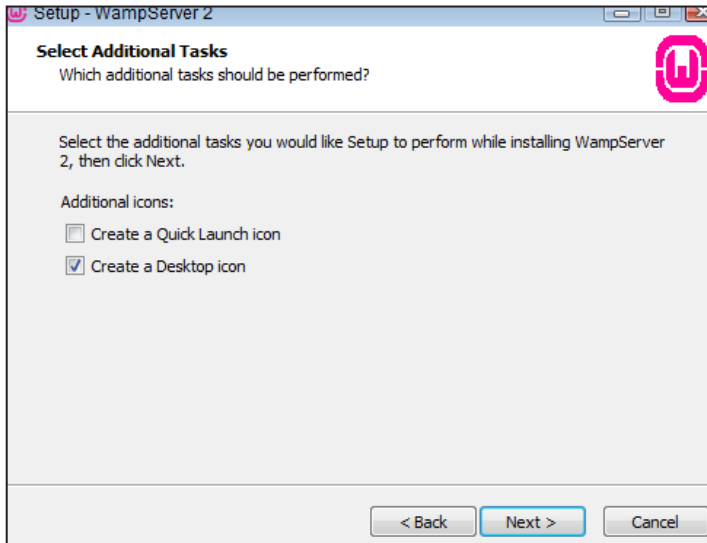 Setup - WampServer 2
Select Additional Tasks
Which additional tasks should be performed?
Select the additional tasks you would like Setup to perform while installing WampServer
2, then click Next.
Additional icons:
Create a Quick Launch icon
Create a Desktop icon
< Back Next > Cancel